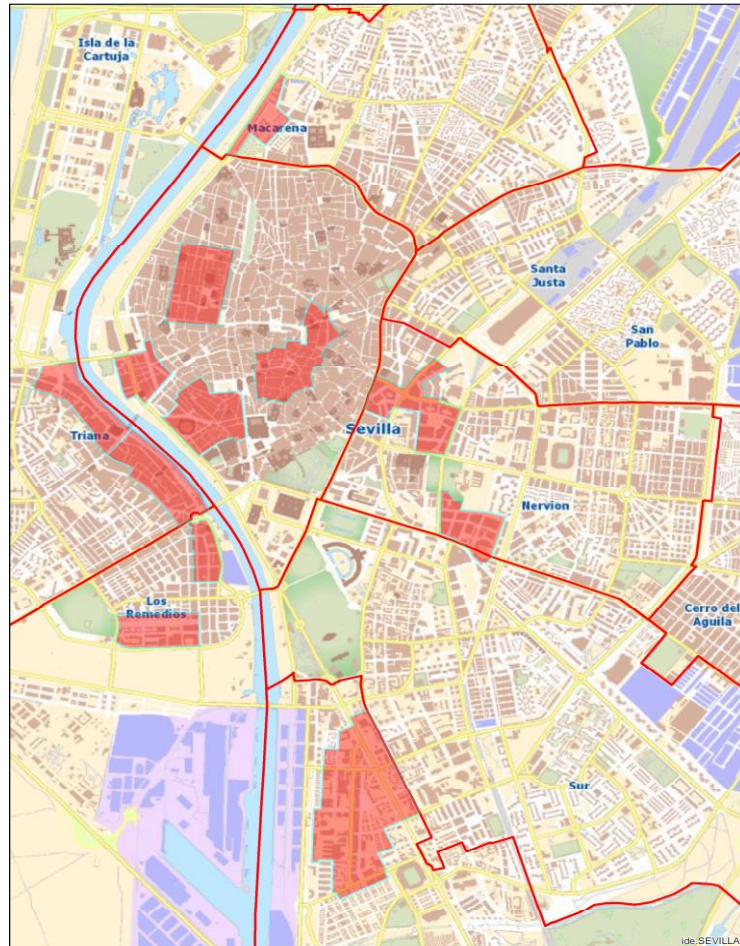 Isla de la
Cartuja
Macarena
Santa
Justa
San
Pablo
Triana
Sevilla
Nervion
Los
Remedios
Cerro del
Aguila
Sur
ide.SEVILLA